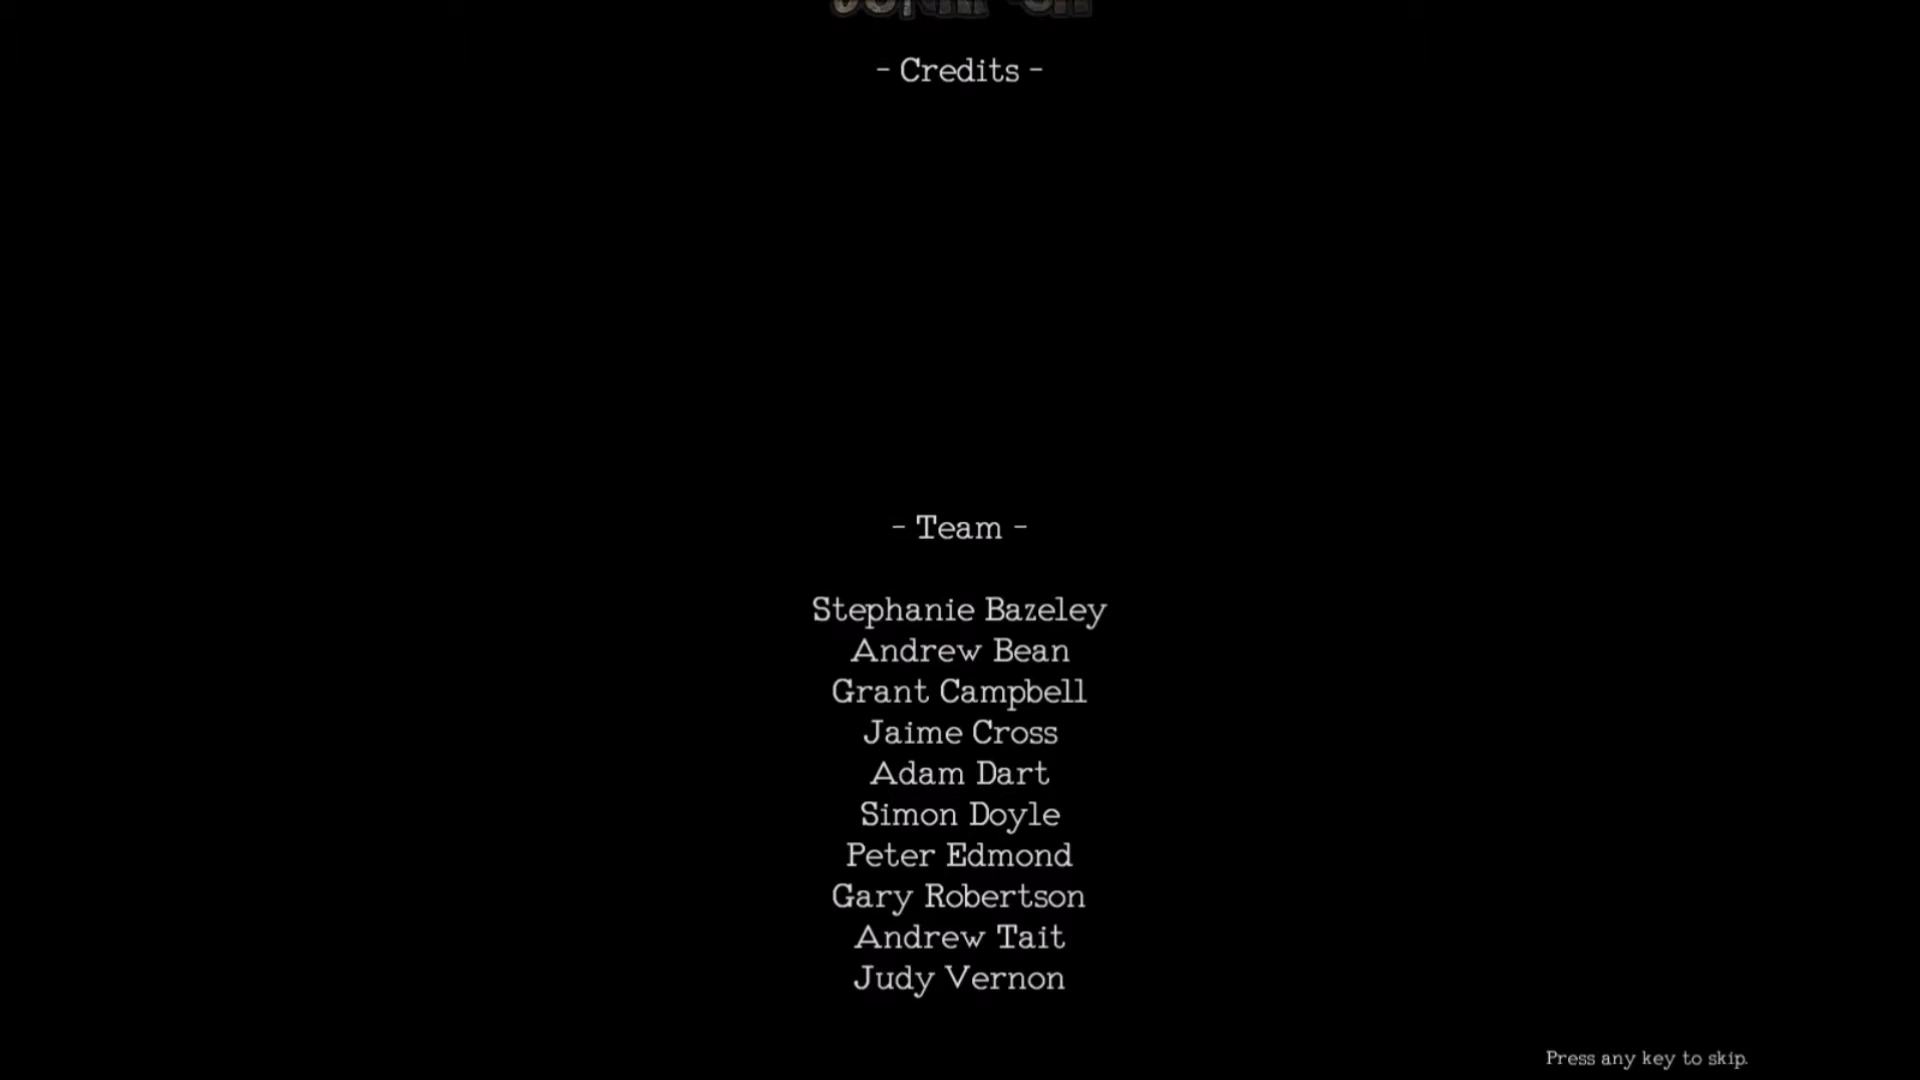 - Credits -
- Team -
Stephanie Bazeley
Andrew Bean
Grant Campbell
Jaime Cross
Adam Dart
Simon Doyle
Peter Edmond
Gary Robertson
Andrew Tait
Judy Vernon
Press any key to skip.